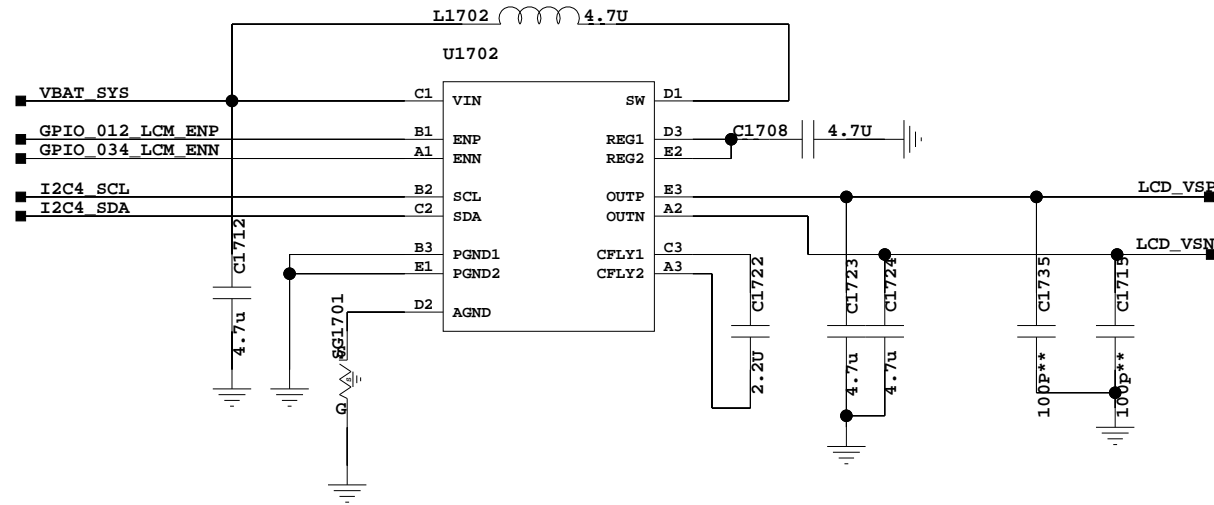 L1702 4.7U
U1702
VBAT_SYS C1 VIN SW D1
GPIO_012_LCM_ENP B1 ENP REG1 D3 C1708 4.7U
GPIO_034_LCM_ENN A1 ENN REG2 E2
I2C4_SCL B2 SCL OUTP E3 LCD_VSP
I2C4_SDA C2 SDA OUTN A2
B3 PGND1 CFLY1 C3 LCD_VSN
E1 PGND2 CFLY2 A3
D2 AGND
C1712
4.7u
SG1701
S
G
C1722
2.2U
C1723
4.7u
C1724
4.7u
C1735
100P**
C1715
100p**